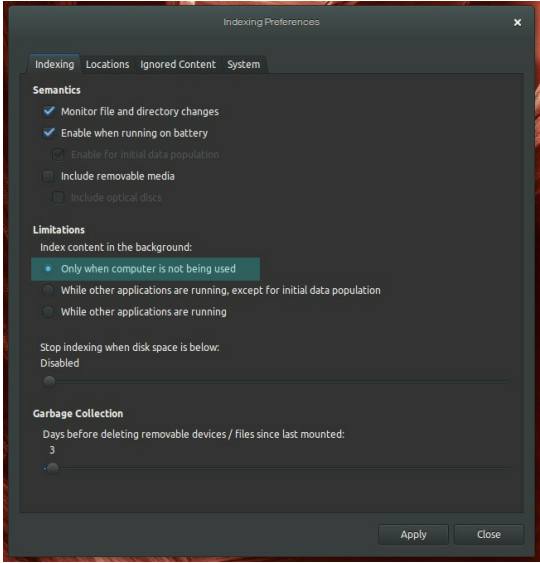 Indexing Preferences
Indexing Locations Ignored Content System
Semantics
Monitor file and directory changes
Enable when running on battery
Enable for initial data population
Include removable media
Include optical discs
Limitations
Index content in the background:
Only when computer is not being used
While other applications are running, except for initial data population
While other applications are running
Stop indexing when disk space is below:
Disabled
Garbage Collection
Days before deleting removable devices / files since last mounted:
3
Apply Close